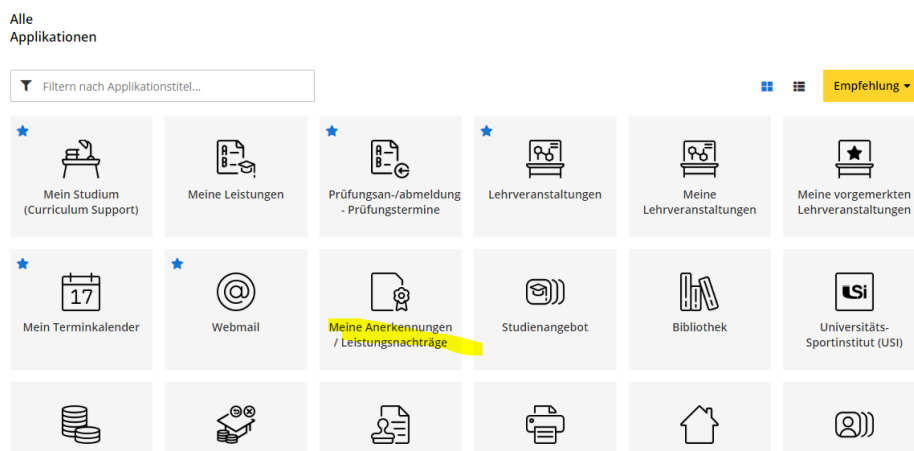 Alle
Applikationen
Filtern nach Applikationstitel...
Empfehlung
Mein Studium
(Curriculum Support)
Meine Leistungen
Prüfungsan-/abmeldung
- Prüfungstermine
Lehrveranstaltungen
Meine
Lehrveranstaltungen
Meine vorgemerkten
Lehrveranstaltungen
17
Mein Terminkalender
Webmail
Meine Anerkennungen
/ Leistungsnachträge
Studienangebot
Bibliothek
USi
Universitäts-
Sportinstitut (USI)